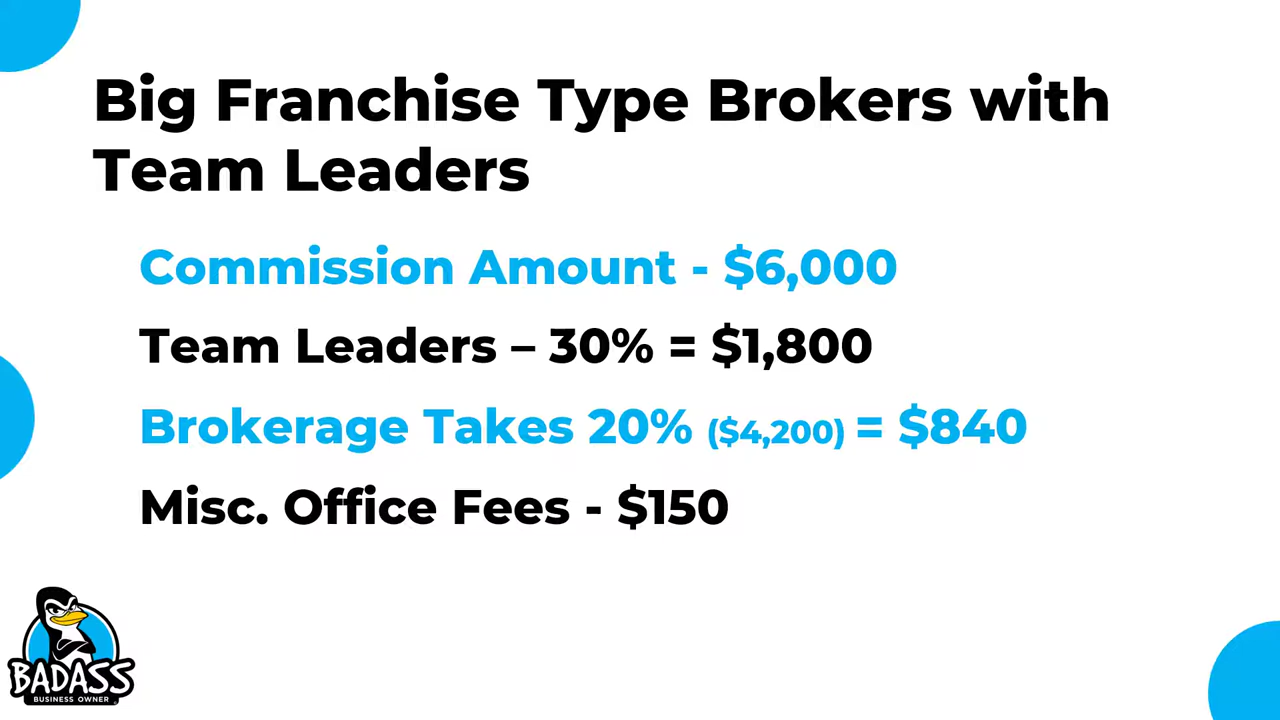 Big Franchise Type Brokers with
Team Leaders
Commission Amount - $6,000
Team Leaders – 30% = $1,800
Brokerage Takes 20% ($4,200) = $840
Misc. Office Fees - $150
BADASS
BUSINESS OWNER